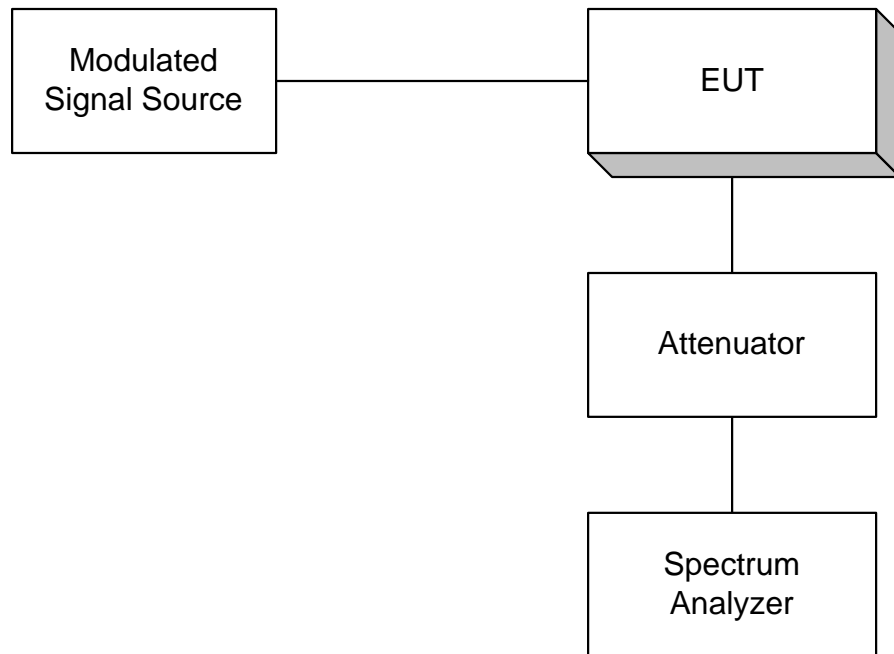 Modulated
Signal Source
EUT
Attenuator
Spectrum
Analyzer